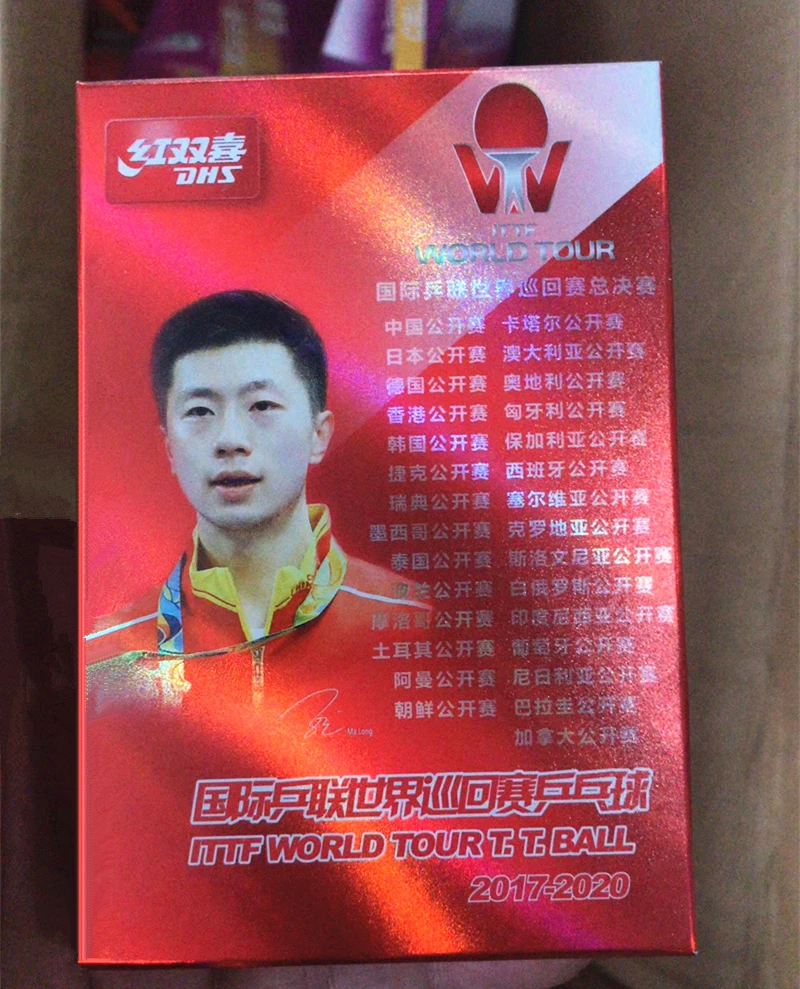 红双喜
DHS
ITTF
WORLD TOUR
国际乒联世界巡回赛总决赛
中国公开赛 卡塔尔公开赛
日本公开赛 澳大利亚公开赛
德国公开赛 奥地利公开赛
香港公开赛 匈牙利公开赛
韩国公开赛 保加利亚公开赛
捷克公开赛 西班牙公开赛
瑞典公开赛 塞尔维亚公开赛
墨西哥公开赛 克罗地亚公开赛
泰国公开赛 斯洛文尼亚公开赛
波兰公开赛 白俄罗斯公开赛
摩洛哥公开赛 印度尼西亚公开赛
土耳其公开赛 葡萄牙公开赛
阿曼公开赛 尼日利亚公开赛
朝鲜公开赛 巴拉圭公开赛
加拿大公开赛
Ma Long
国际乒联世界巡回赛乒乓球
ITTF WORLD TOUR T. T. BALL
2017-2020